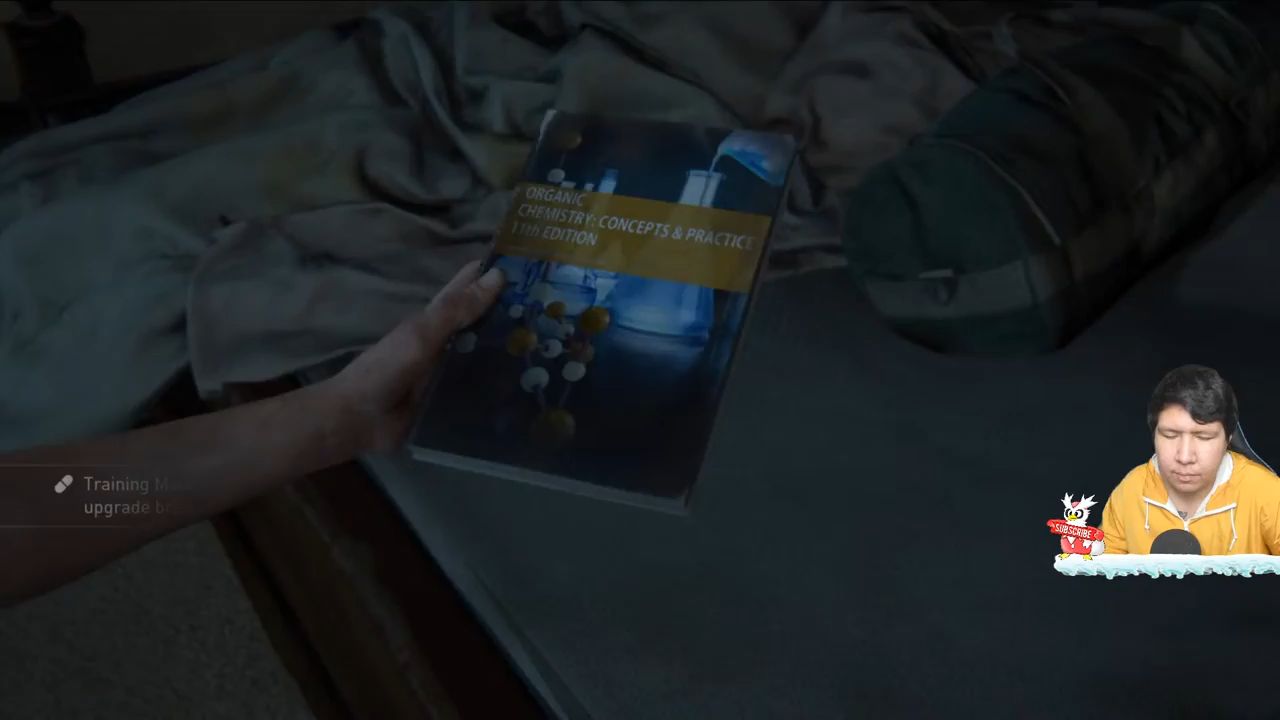 ORGANIC
CHEMISTRY: CONCEPTS & PRACTICE
11th EDITION
Training
upgrade
SUBSCRIBE